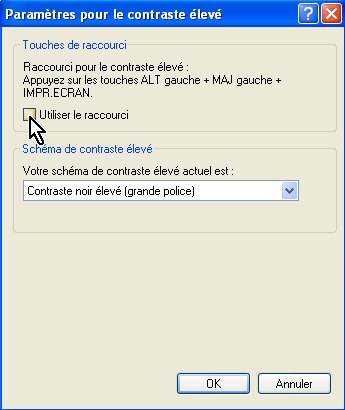 Paramètres pour le contraste élevé
Touches de raccourci
Raccourci pour le contraste élevé :
Appuyez sur les touches ALT gauche + MAJ gauche +
IMPR.ECRAN.
Utiliser le raccourci
Schéma de contraste élevé
Votre schéma de contraste élevé actuel est :
Contraste noir élevé (grande police)
OK
Annuler